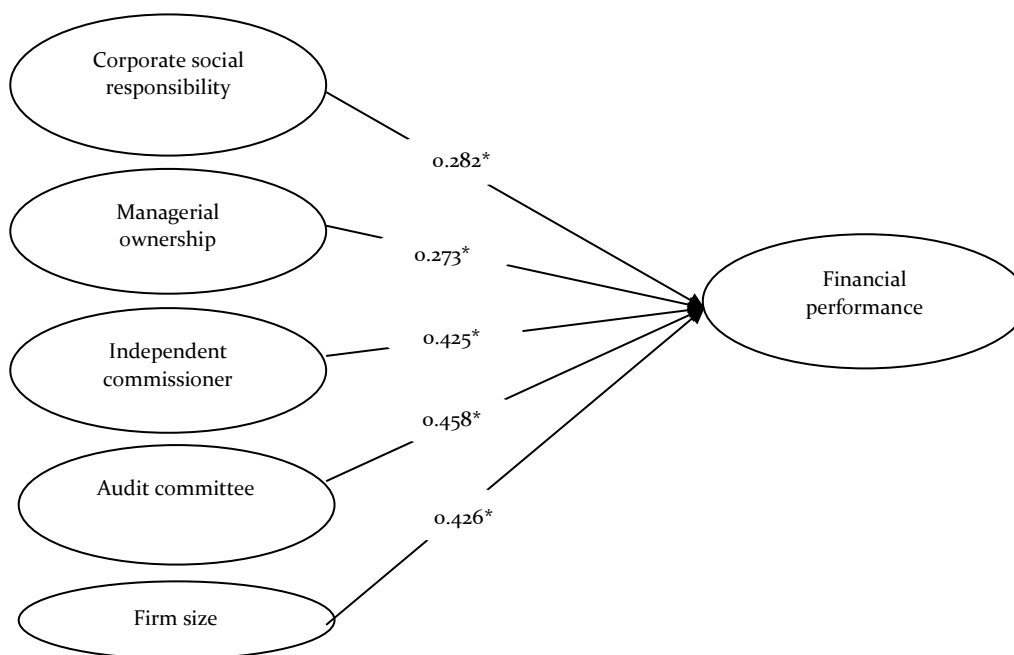 Corporate social
responsibility
0.282*
Managerial
ownership
0.273*
Financial
performance
Independent
commissioner
0.425*
0.458*
Audit committee
0.426*
Firm size